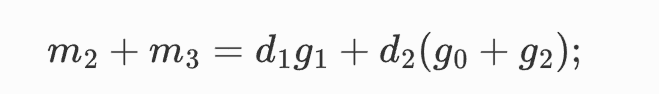 m₂ + m₃ = d₁g₁ + d₂(g₀ + g₂);